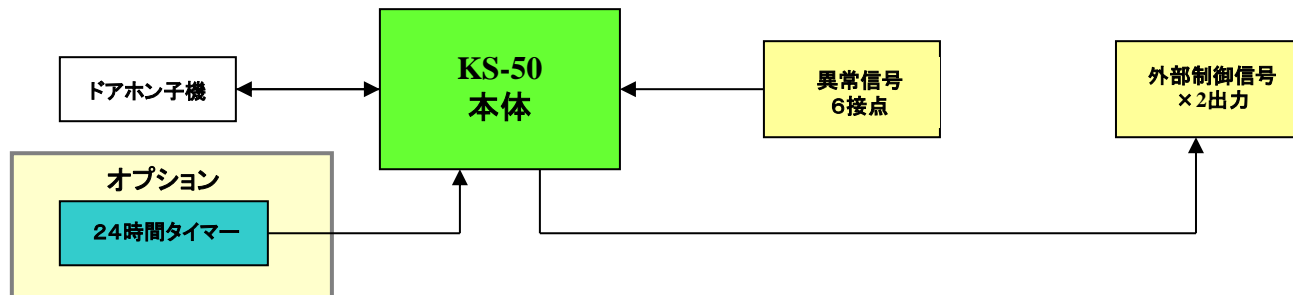 ドアホン子機
KS-50
本体
異常信号
６接点
外部制御信号
×2出力
オプション
２４時間タイマー